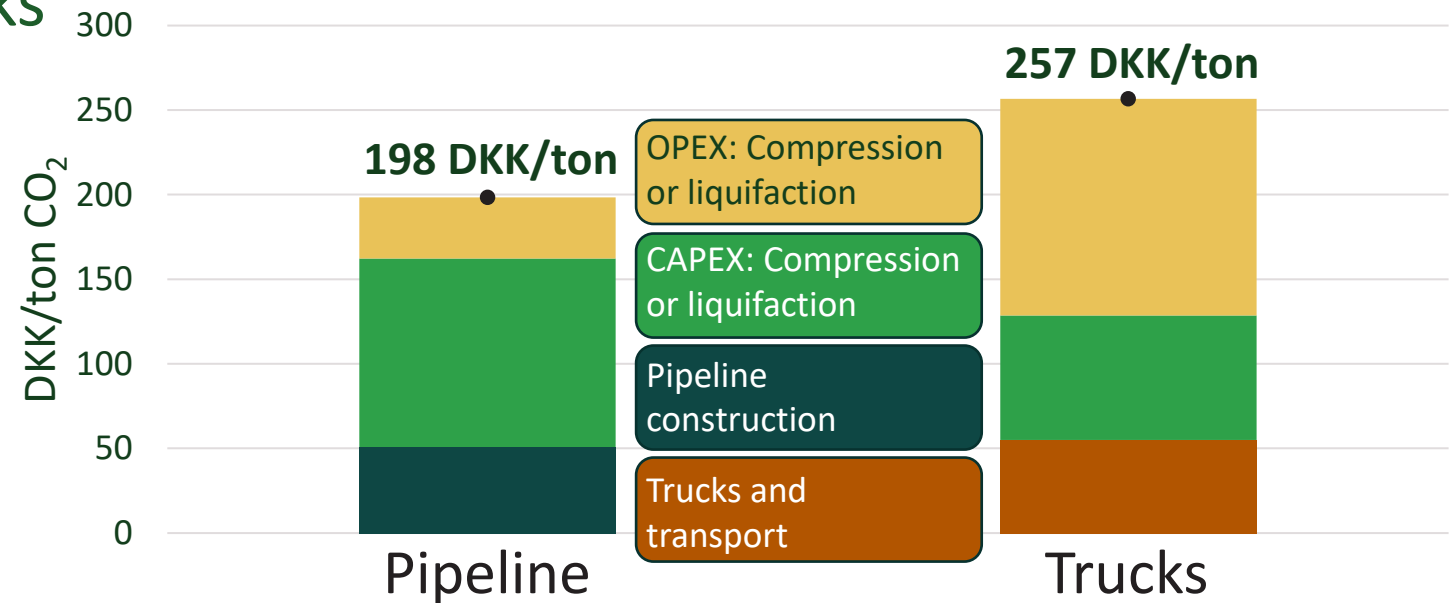 300
250
200
150
100
50
0
DKK/ton CO₂
198 DKK/ton
257 DKK/ton
OPEX: Compression
or liquifaction
CAPEX: Compression
or liquifaction
Pipeline
construction
Trucks and
transport
Pipeline
Trucks